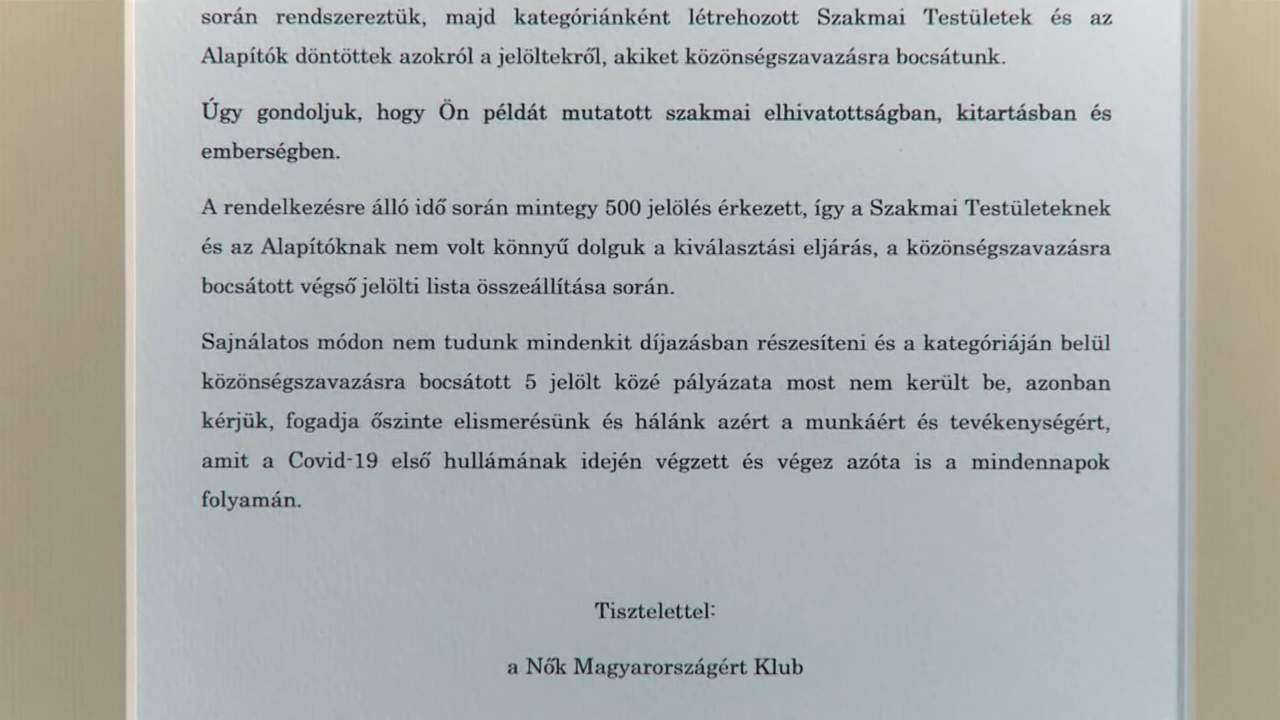 során rendszereztük, majd kategóriánként létrehozott Szakmai Testületek és az
Alapítók döntöttek azokról a jelöltekről, akiket közönségszavazásra bocsátunk.
Úgy gondoljuk, hogy Ön példát mutatott szakmai elhivatottságban, kitartásban és
emberségben.
A rendelkezésre álló idő során mintegy 500 jelölés érkezett, így a Szakmai Testületeknek
és az Alapítóknak nem volt könnyű dolguk a kiválasztási eljárás, a közönségszavazásra
bocsátott végső jelölti lista összeállítása során.
Sajnálatos módon nem tudunk mindenkit díjazásban részesíteni és a kategóriáján belül
közönségszavazásra bocsátott 5 jelölt közé pályázata most nem került be, azonban
kérjük, fogadja őszinte elismerésünk és hálánk azért a munkáért és tevékenységért,
amit a Covid-19 első hullámának idején végzett és végez azóta is a mindennapok
folyamán.
Tisztelettel:
a Nők Magyarországért Klub